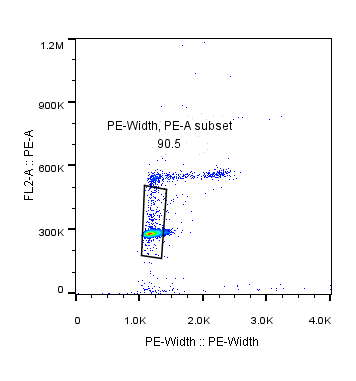 1.2M
900K
PE-Width, PE-A subset
90.5
600K
300K
0
FL2-A :: PE-A
0 1.0K 2.0K 3.0K 4.0K
PE-Width :: PE-Width